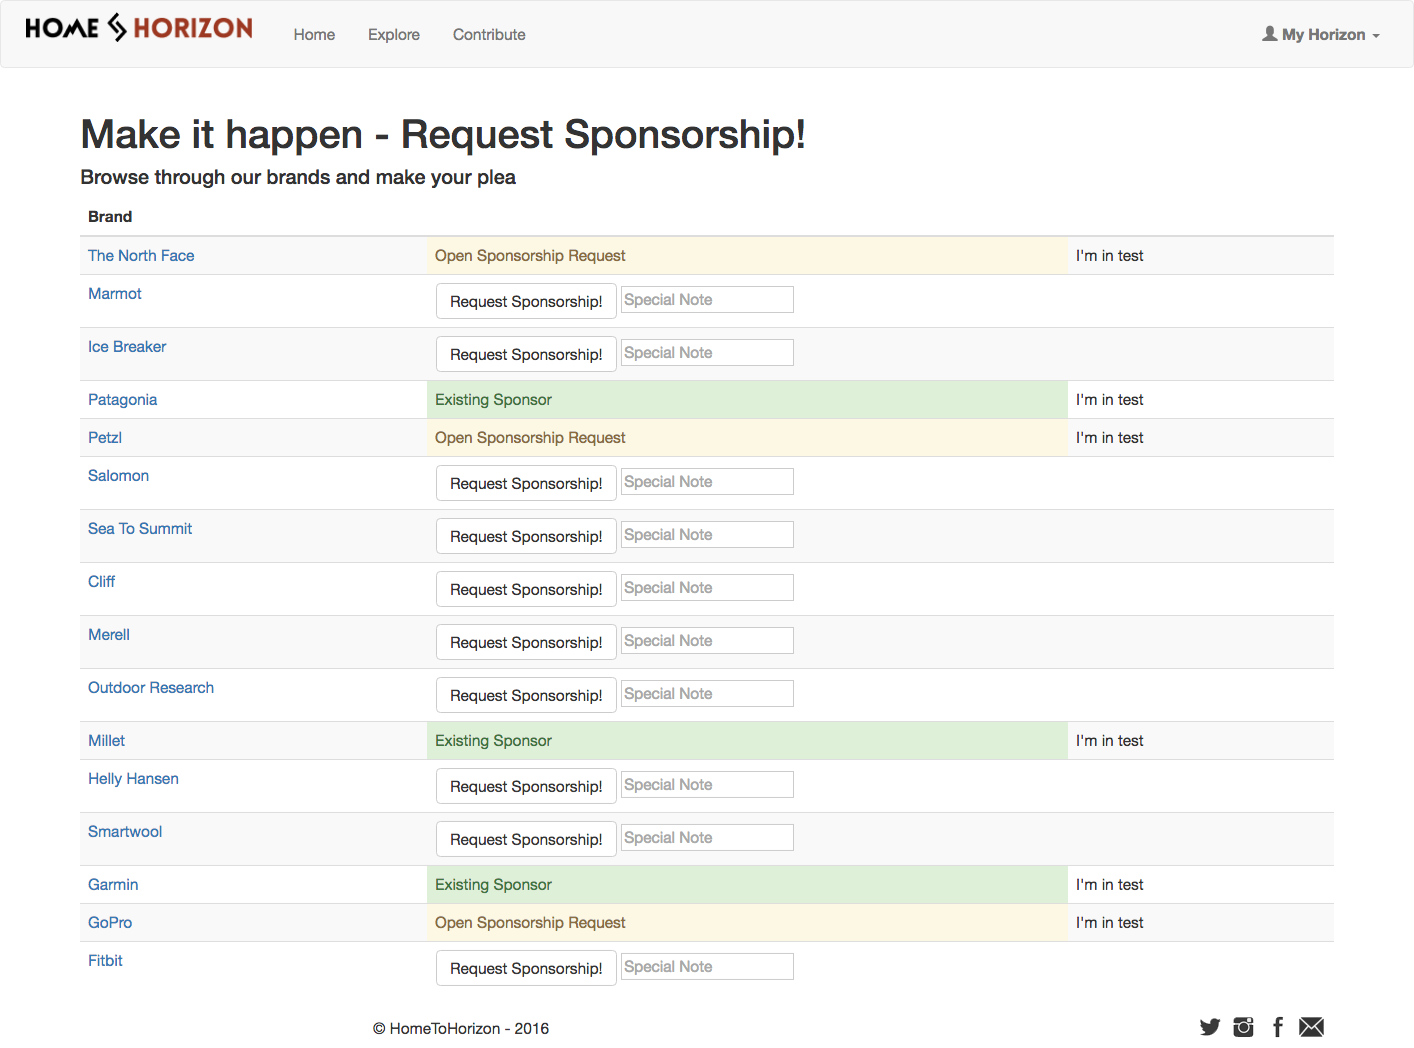 HOME HORIZON Home Explore Contribute My Horizon
Make it happen - Request Sponsorship!
Browse through our brands and make your plea
Brand
The North Face Open Sponsorship Request I'm in test
Marmot Request Sponsorship! Special Note
Ice Breaker Request Sponsorship! Special Note
Patagonia Existing Sponsor I'm in test
Petzl Open Sponsorship Request I'm in test
Salomon Request Sponsorship! Special Note
Sea To Summit Request Sponsorship! Special Note
Cliff Request Sponsorship! Special Note
Merell Request Sponsorship! Special Note
Outdoor Research Request Sponsorship! Special Note
Millet Existing Sponsor I'm in test
Helly Hansen Request Sponsorship! Special Note
Smartwool Request Sponsorship! Special Note
Garmin Existing Sponsor I'm in test
GoPro Open Sponsorship Request I'm in test
Fitbit Request Sponsorship! Special Note
© HomeToHorizon - 2016